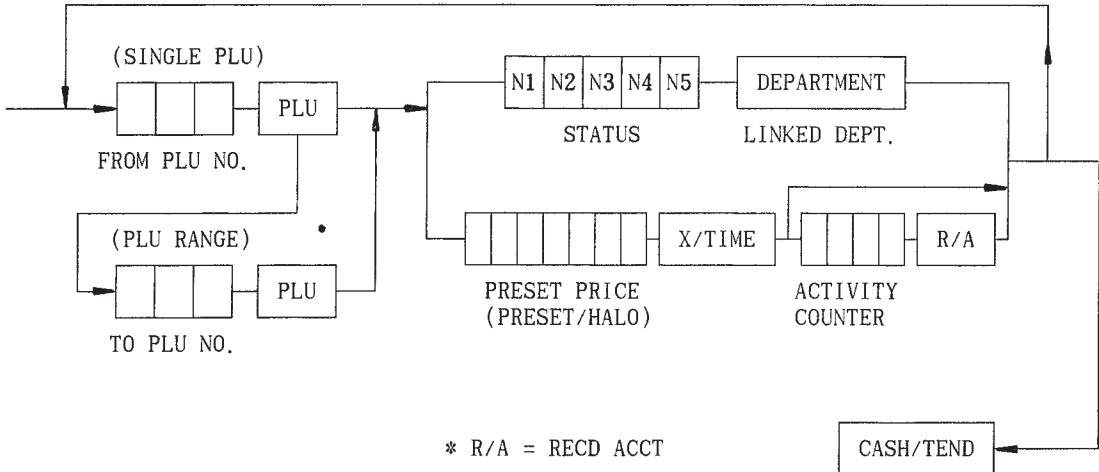 (SINGLE PLU)
PLU
FROM PLU NO.
N1 N2 N3 N4 N5
DEPARTMENT
STATUS
LINKED DEPT.
(PLU RANGE)
PLU
TO PLU NO.
X/TIME
R/A
PRESET PRICE
(PRESET/HALO)
ACTIVITY
COUNTER
* R/A = RECD ACCT
CASH/TEND